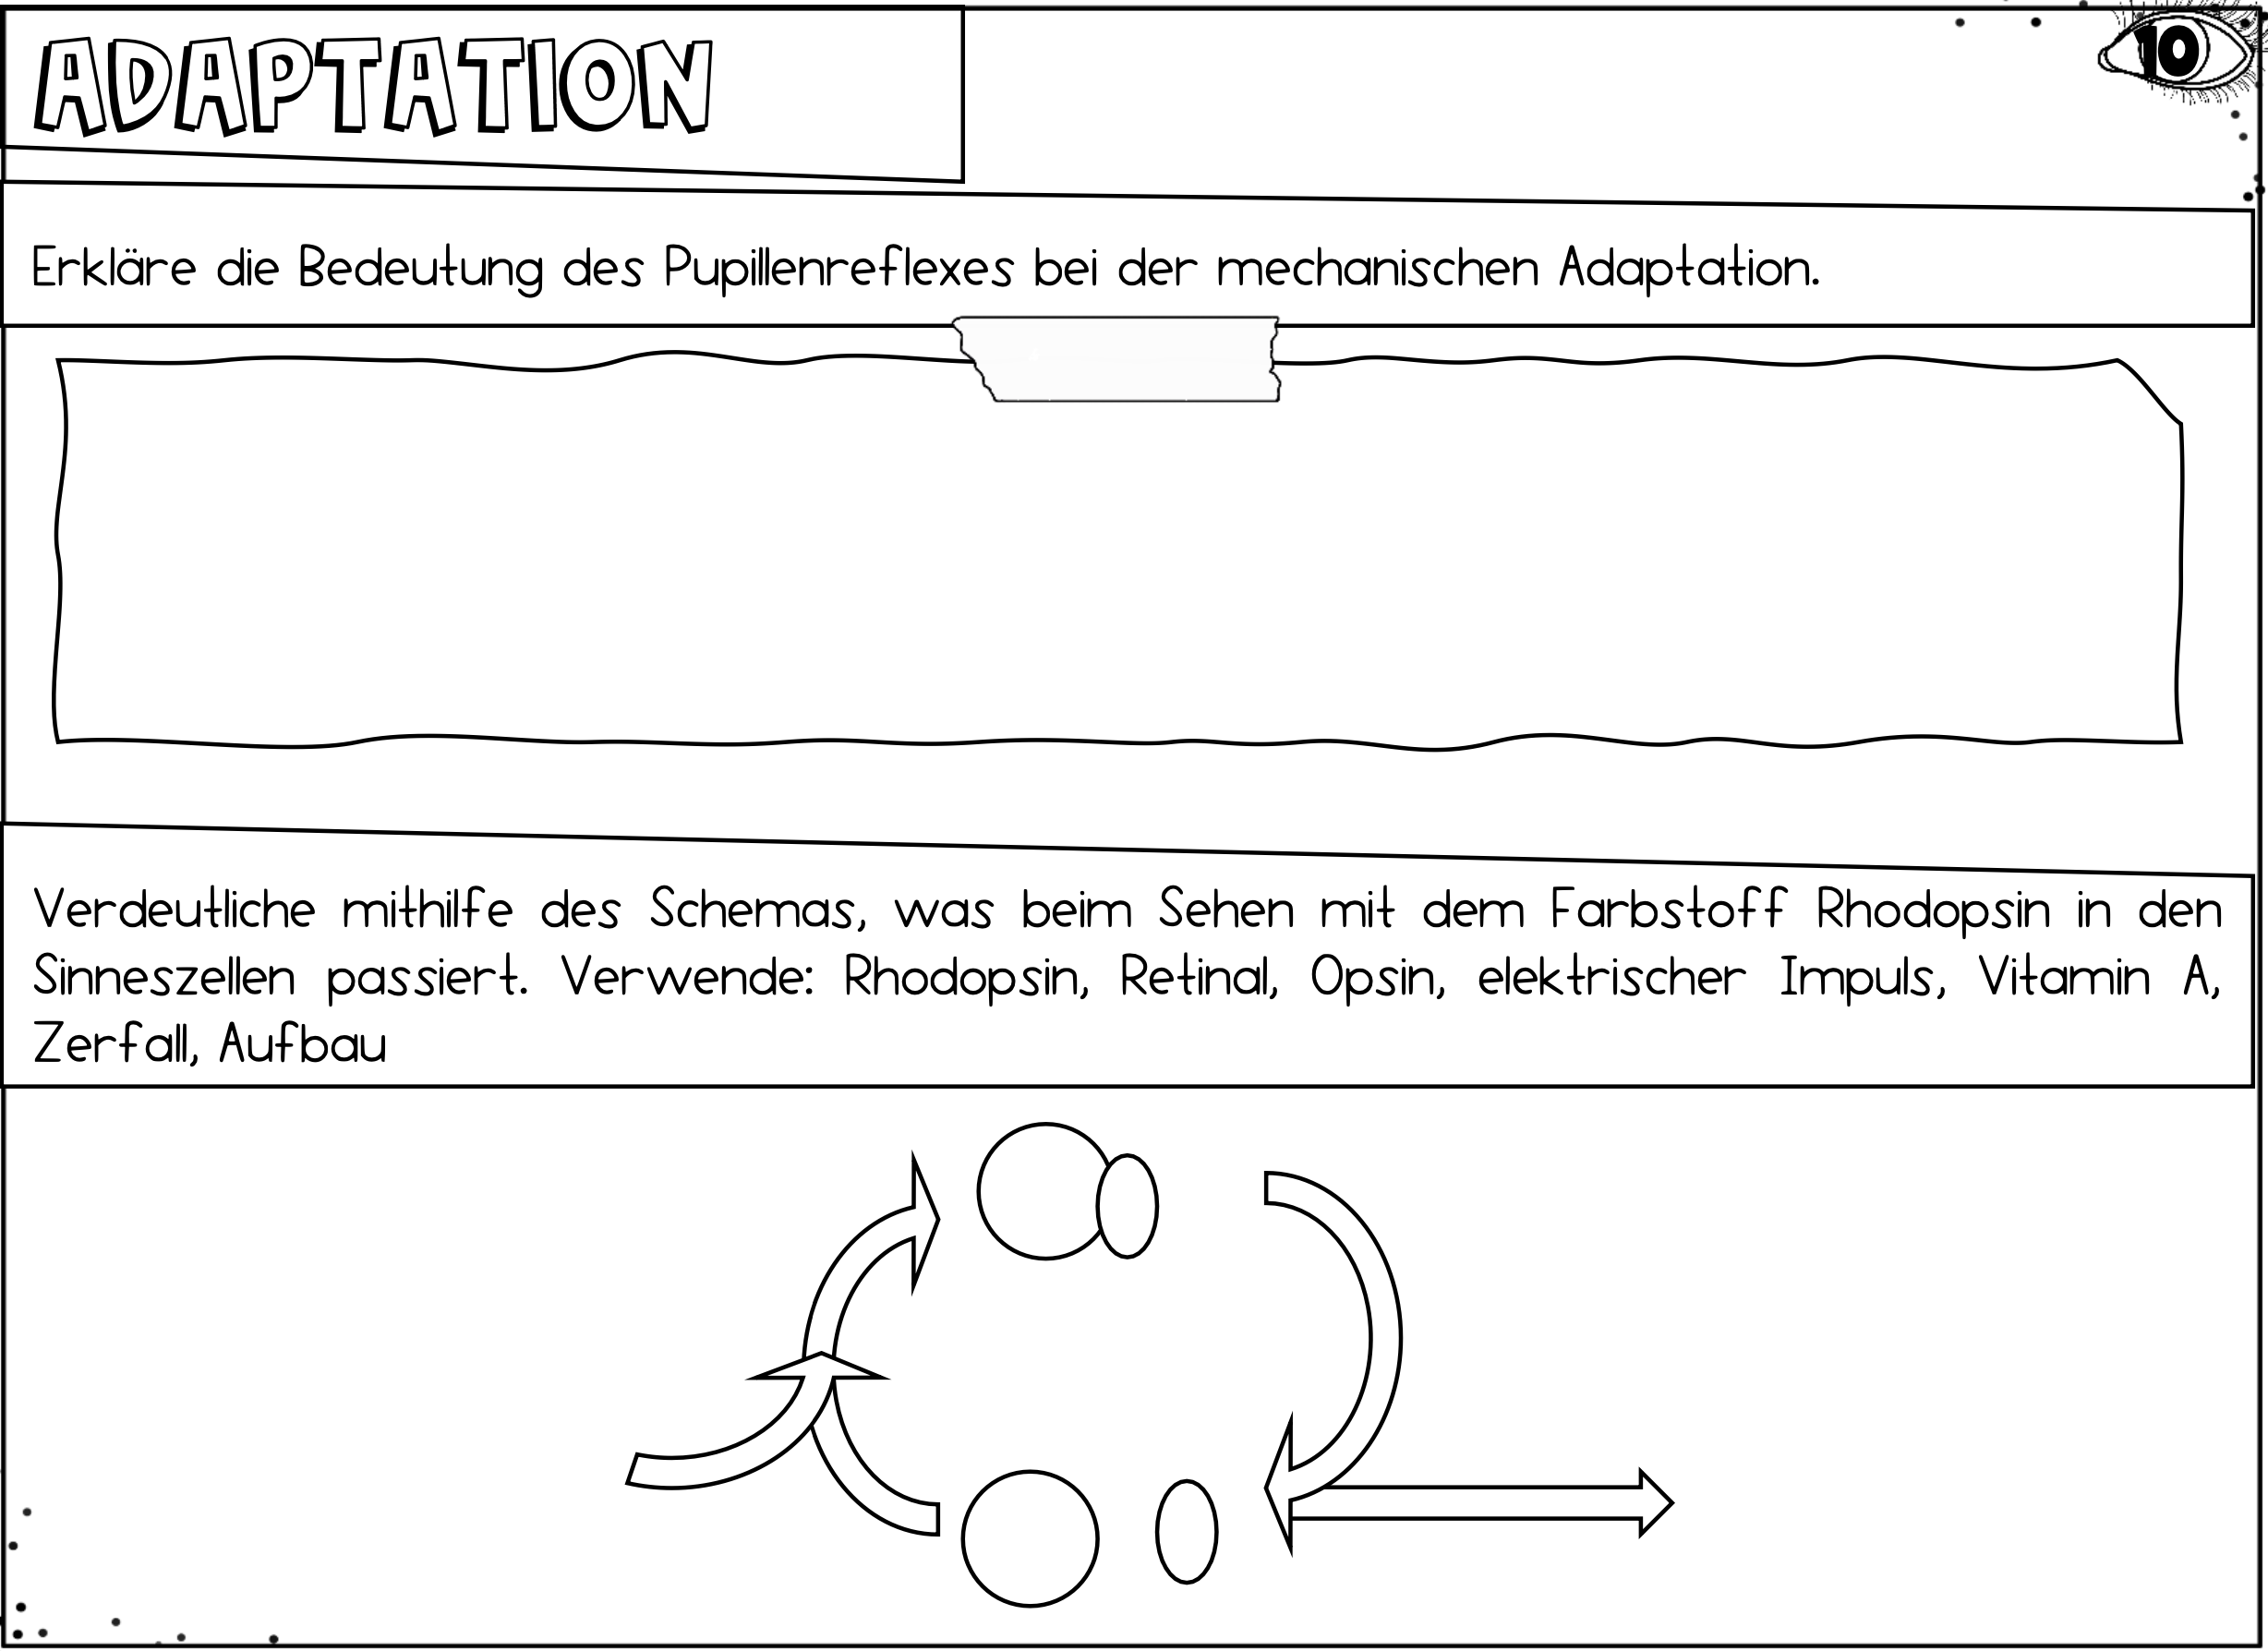 ADAPTATION
10
Erkläre die Bedeutung des Pupillenreflexes bei der mechanischen Adaptation.
Verdeutliche mithilfe des Schemas, was beim Sehen mit dem Farbstoff Rhodopsin in den
Sinneszellen passiert. Verwende: Rhodopsin, Retinal, Opsin, elektrischer Impuls, Vitamin A,
Zerfall, Aufbau